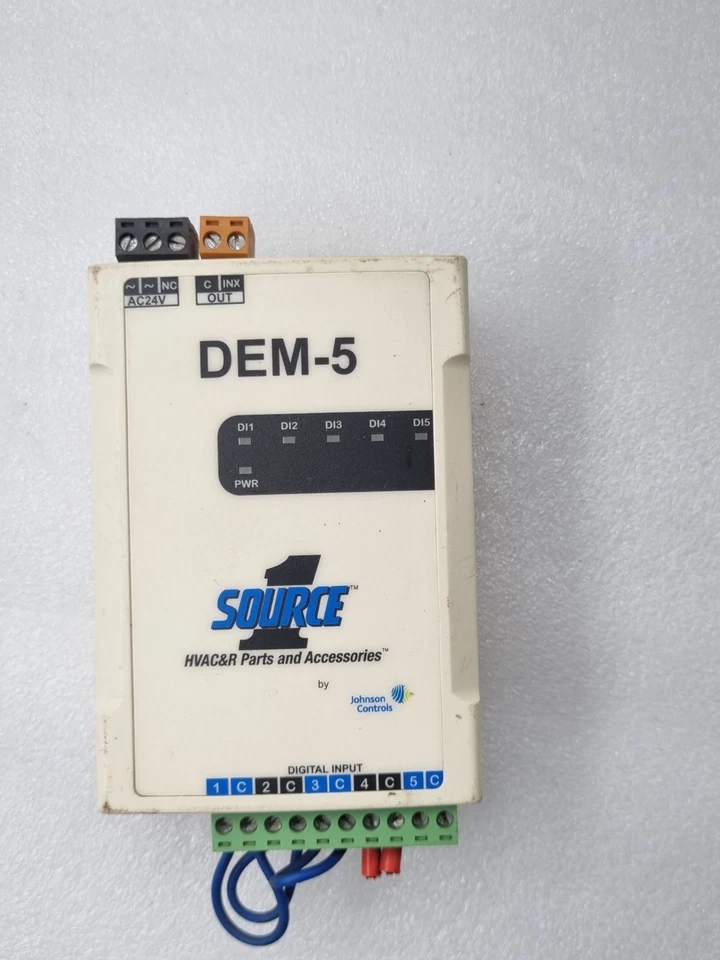 ~ ~ NC C INX
AC24V OUT
DEM-5
DI1 DI2 DI3 DI4 DI5
PWR
1
SOURCE™
HVAC&R Parts and Accessories™
by
Johnson
Controls
DIGITAL INPUT
1 C 2 C 3 C 4 C 5 C